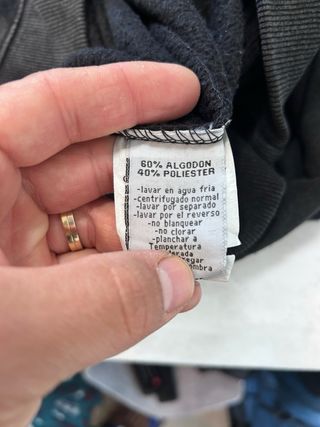 60% ALGODON
40% POLIESTER
-lavar en agua fria
-centrifugado normal
-lavar por separado
-lavar por el reverso
-no blanquear
-no clorar
-planchar a
Temperatura